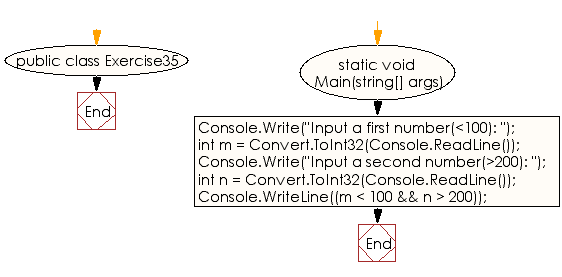 public class Exercise35
End
static void
Main(string[] args)
Console.Write("Input a first number(<100): ");
int m = Convert.ToInt32(Console.ReadLine());
Console.Write("Input a second number(>200): ");
int n = Convert.ToInt32(Console.ReadLine());
Console.WriteLine((m < 100 && n > 200));
End